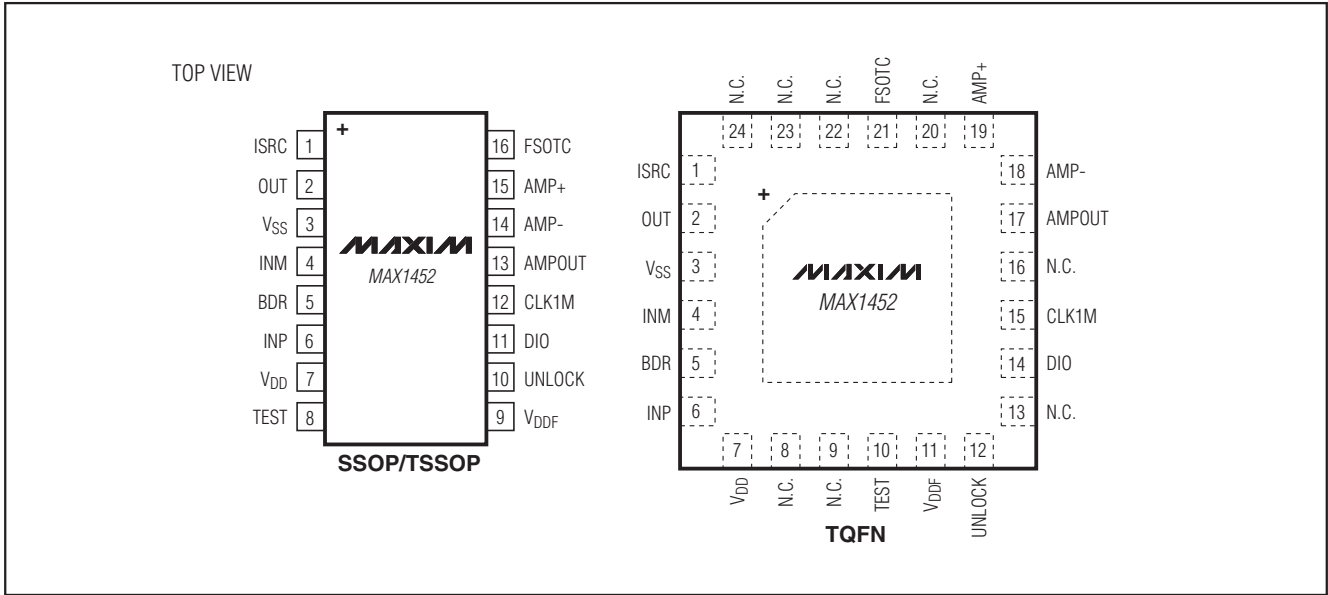 TOP VIEW
+
ISRC 1
OUT 2
VSS 3
INM 4
BDR 5
INP 6
VDD 7
TEST 8
16 FSOTC
15 AMP+
14 AMP-
13 AMPOUT
12 CLK1M
11 DIO
10 UNLOCK
9 VDDF
MAXIM
MAX1452
SSOP/TSSOP
N.C. N.C. N.C. FSOTC N.C. AMP+
24 23 22 21 20 19
ISRC 1
OUT 2
VSS 3
INM 4
BDR 5
INP 6
+
MAXIM
MAX1452
18 AMP-
17 AMPOUT
16 N.C.
15 CLK1M
14 DIO
13 N.C.
7 8 9 10 11 12
VDD N.C. N.C. TEST VDDF UNLOCK
TQFN